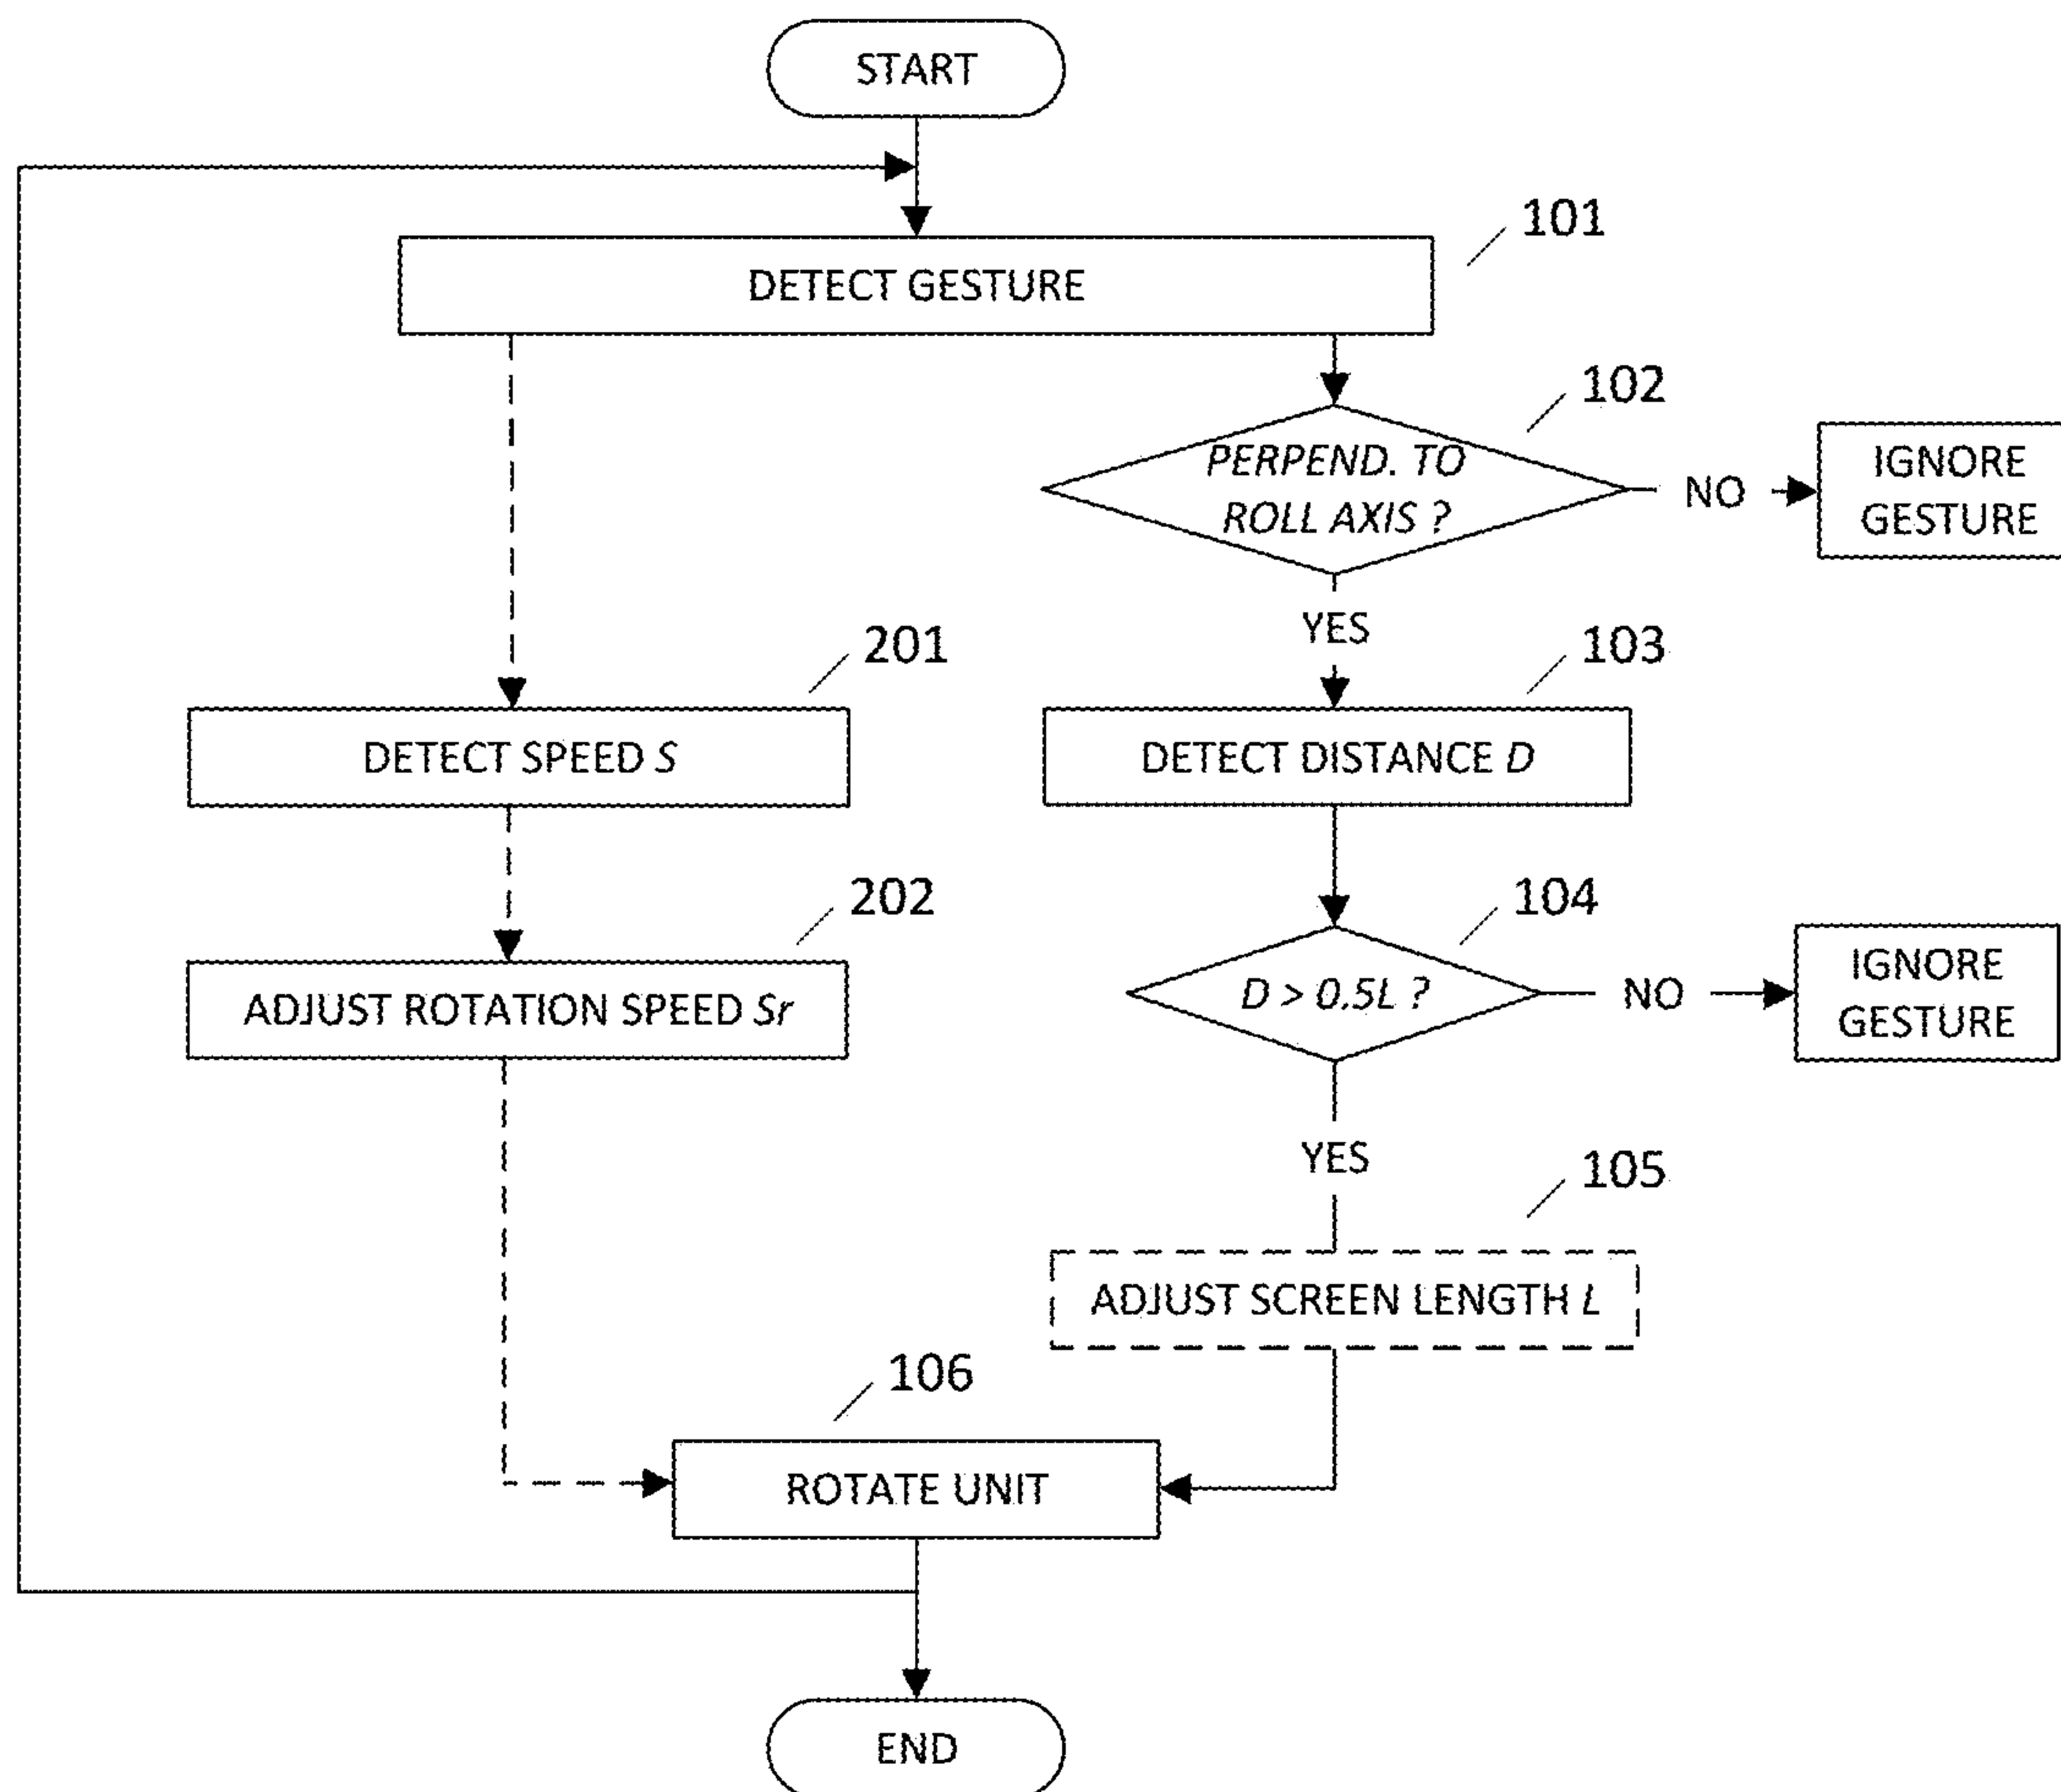 START
101
DETECT GESTURE
102
PERPEND. TO
ROLL AXIS ?
NO
IGNORE
GESTURE
YES
201
103
DETECT SPEED S
DETECT DISTANCE D
202
104
ADJUST ROTATION SPEED Sr
D > 0.5L ?
NO
IGNORE
GESTURE
YES
105
ADJUST SCREEN LENGTH L
106
ROTATE UNIT
END